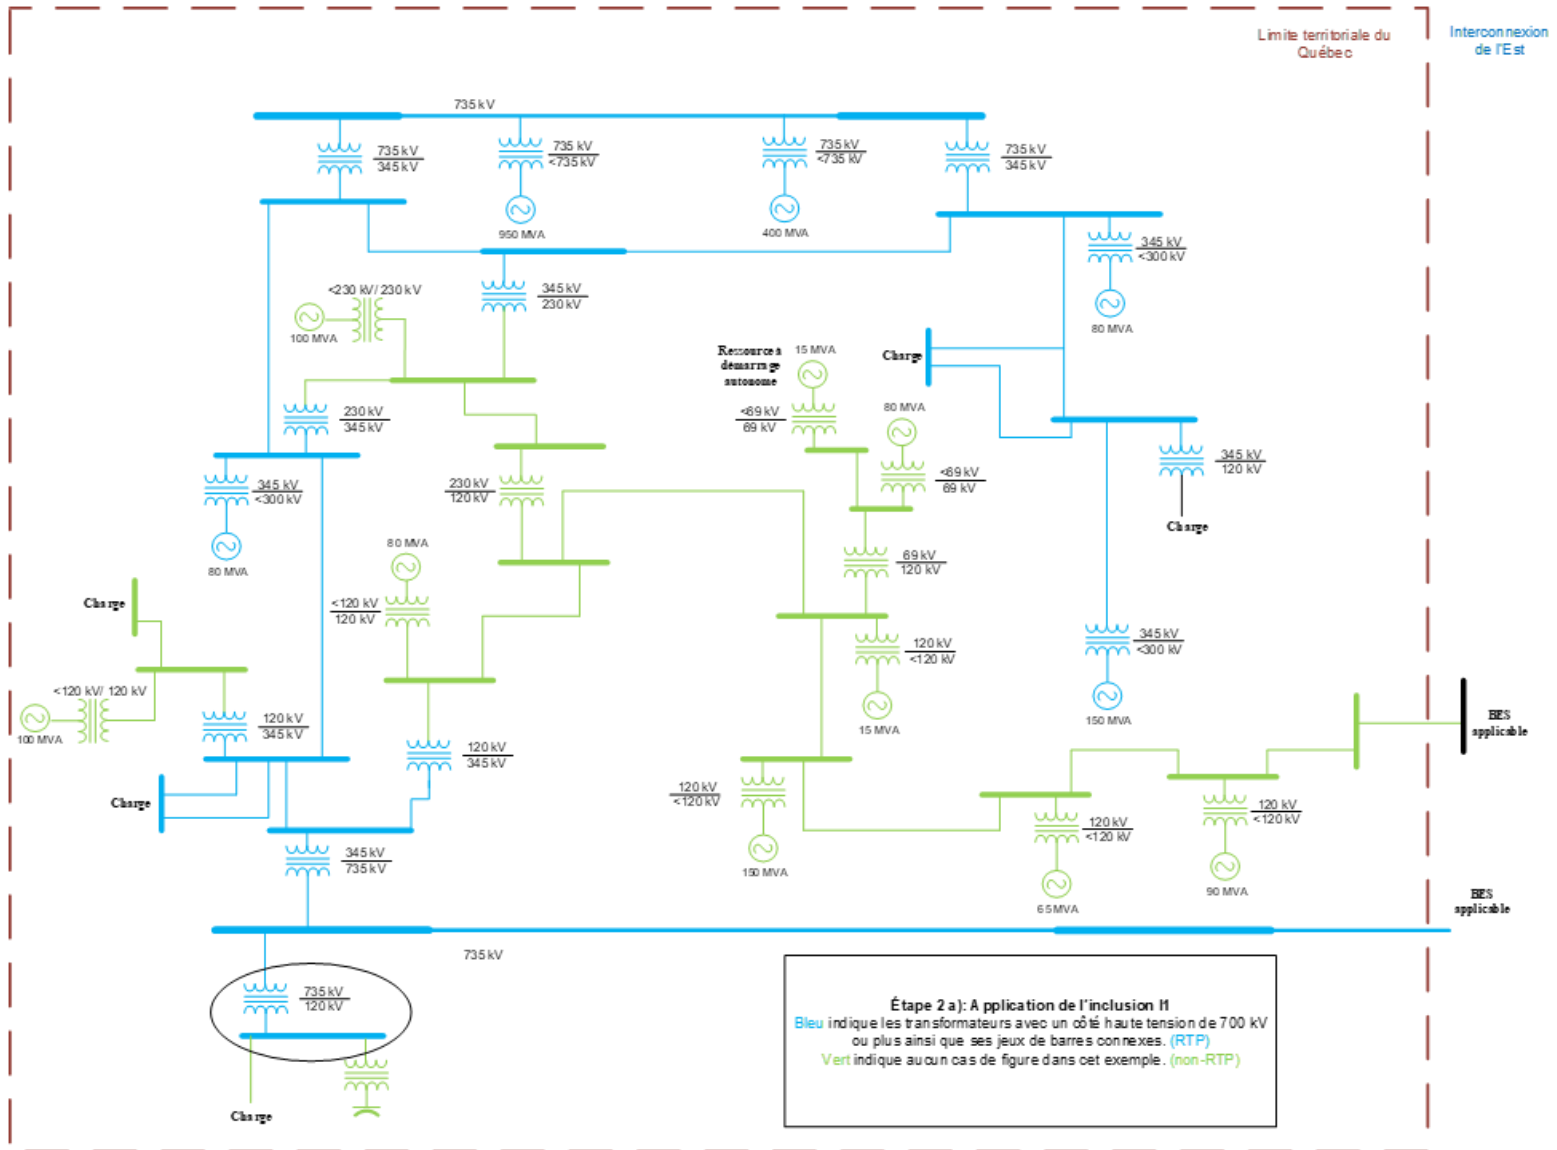 Limite territoriale du
Québec
Interconnexion
de l'Est
735 kV
735 kV
345 kV
735 kV
<735 kV
735 kV
<735 kV
735 kV
345 kV
950 MVA
400 MVA
345 kV
<300 kV
80 MVA
<230 kV/ 230 kV
100 MVA
345 kV
230 kV
Ressource à
démarrage
autonome
15 MVA
Charge
<69 kV
69 kV
80 MVA
230 kV
345 kV
<69 kV
69 kV
345 kV
120 kV
Charge
345 kV
<300 kV
80 MVA
230 kV
120 kV
80 MVA
69 kV
120 kV
Charge
<120 kV
120 kV
120 kV
<120 kV
15 MVA
345 kV
<300 kV
150 MVA
<120 kV/ 120 kV
100 MVA
120 kV
345 kV
120 kV
345 kV
BES
applicable
Charge
120 kV
<120 kV
150 MVA
120 kV
<120 kV
65 MVA
120 kV
<120 kV
90 MVA
345 kV
735 kV
BES
applicable
735 kV
735 kV
120 kV
Charge
Étape 2 a): Application de l'inclusion I1
Bleu indique les transformateurs avec un côté haute tension de 700 kV
ou plus ainsi que ses jeux de barres connexes. (RTP)
Vert indique aucun cas de figure dans cet exemple. (non-RTP)